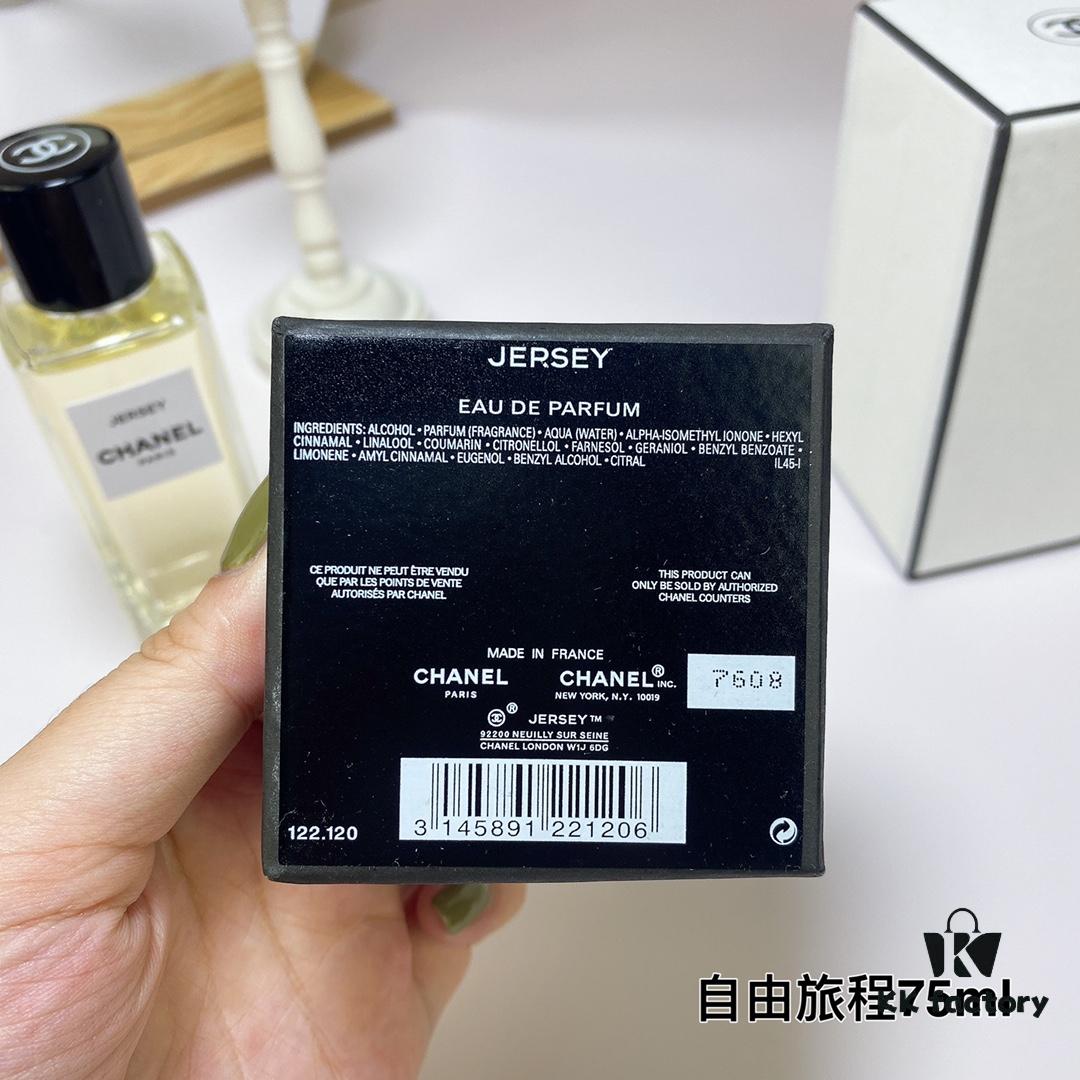 JERSEY
EAU DE PARFUM
INGREDIENTS: ALCOHOL • PARFUM (FRAGRANCE) • AQUA (WATER) • ALPHA-ISOMETHYL IONONE • HEXYL
CINNAMAL • LINALOOL • COUMARIN • CITRONELLOL • FARNESOL • GERANIOL • BENZYL BENZOATE •
LIMONENE • AMYL CINNAMAL • EUGENOL • BENZYL ALCOHOL • CITRAL IL45-I
CE PRODUIT NE PEUT ÊTRE VENDU
QUE PAR LES POINTS DE VENTE
AUTORISÉS PAR CHANEL
THIS PRODUCT CAN
ONLY BE SOLD BY AUTHORIZED
CHANEL COUNTERS
MADE IN FRANCE
CHANEL
PARIS
CHANEL® INC.
NEW YORK, N.Y. 10019
7608
® JERSEY™
92200 NEUILLY SUR SEINE
CHANEL LONDON W1J 6DG
3 145891 221206
122.120
JERSEY
CHANEL
PARIS
自由旅程75ml
K
factory